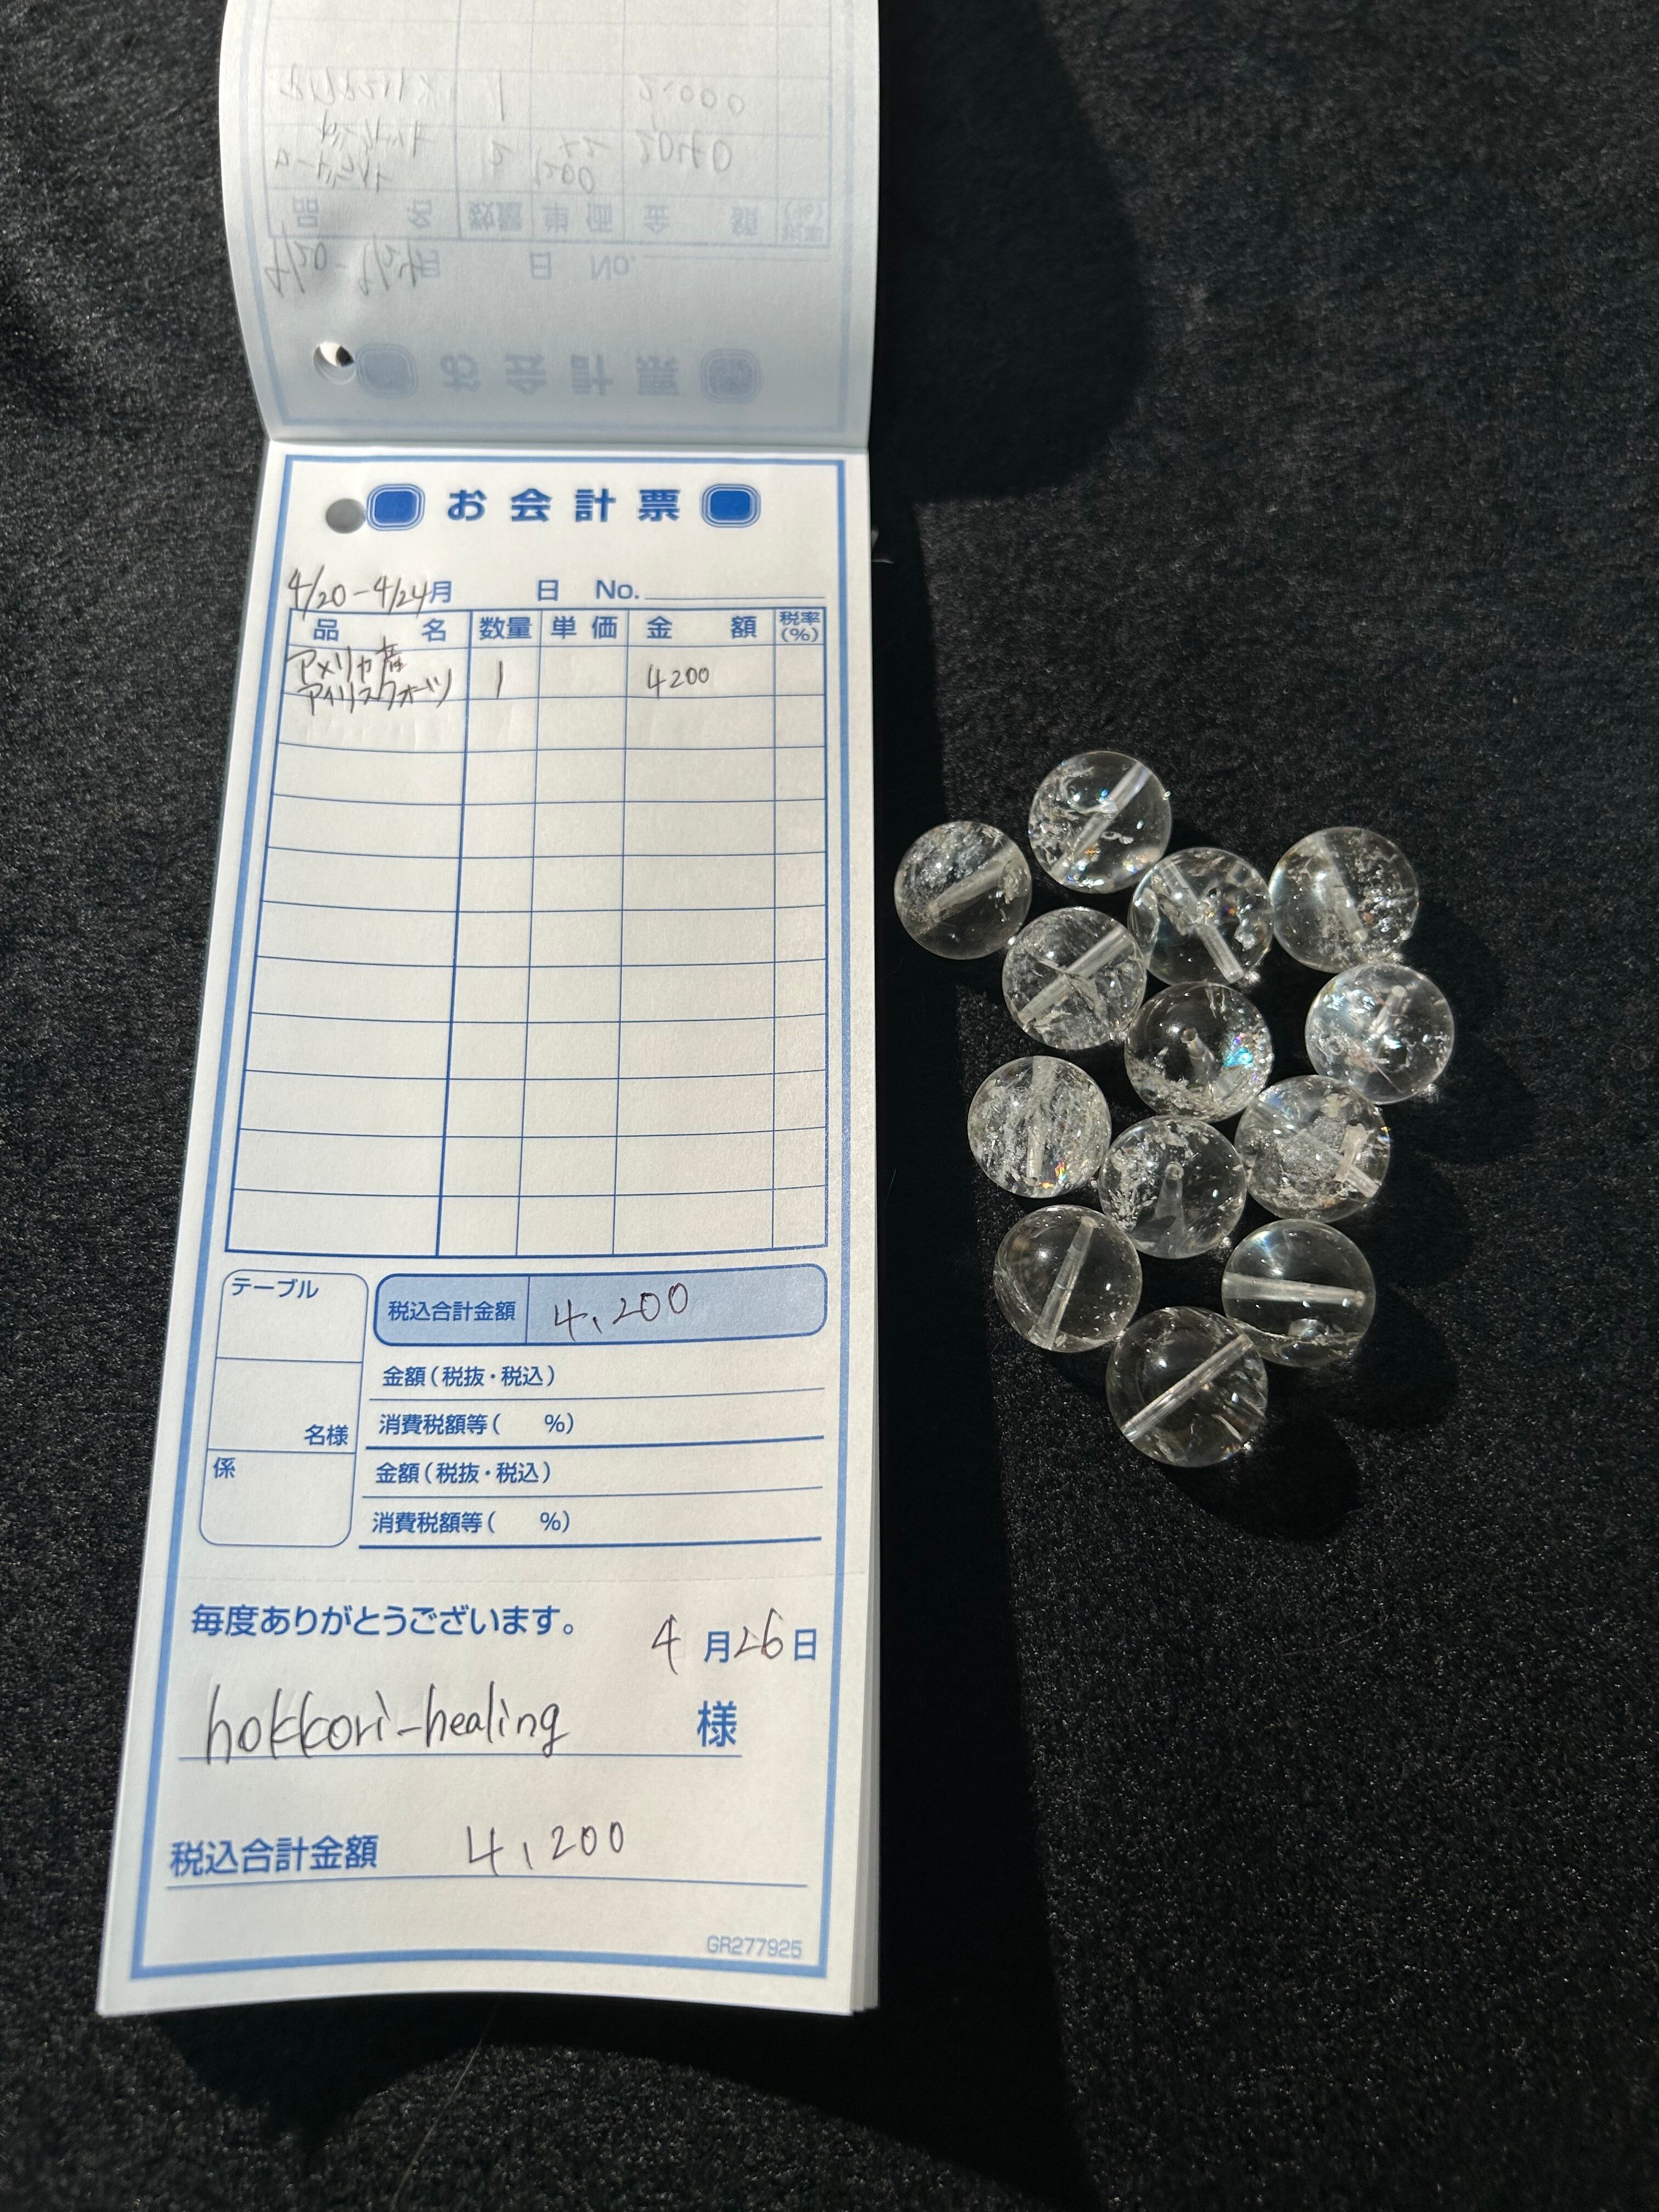 お会計票
4/20-4/24月 日 No.
品名 数量 単価 金額 税率(%)
アメリカ産
アイリスクォーツ 1 4200
テーブル
税込合計金額 4,200
金額(税抜・税込)
消費税額等( %)
名様
係
金額(税抜・税込)
消費税額等( %)
毎度ありがとうございます。
4月26日
hokkori-healing 様
税込合計金額 4,200
GR277925